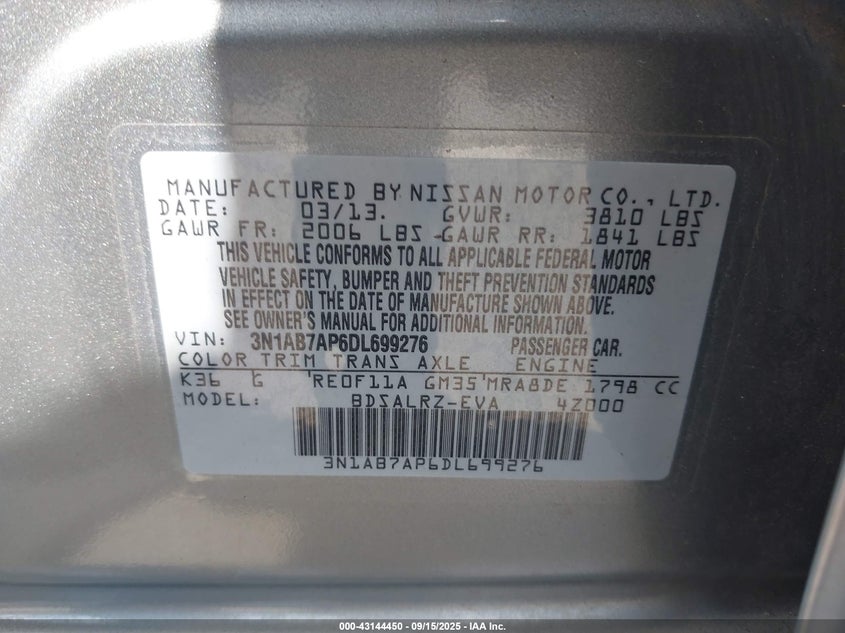 MANUFACTURED BY NISSAN MOTOR CO., LTD.
DATE: 03/13. GVWR: 3810 LBS
GAWR FR: 2006 LBS GAWR RR: 1841 LBS
THIS VEHICLE CONFORMS TO ALL APPLICABLE FEDERAL MOTOR
VEHICLE SAFETY, BUMPER AND THEFT PREVENTION STANDARDS
IN EFFECT ON THE DATE OF MANUFACTURE SHOWN ABOVE.
SEE OWNER'S MANUAL FOR ADDITIONAL INFORMATION.
VIN: 3N1AB7AP6DL699276 PASSENGER CAR.
COLOR TRIM TRANS AXLE ENGINE
K36 G RE0F11A GM35 MRA8DE 1798 CC
MODEL: BDSALRZ-EVA 4Z000
3N1AB7AP6DL699276
000-43144450 - 09/15/2025 - IAA Inc.